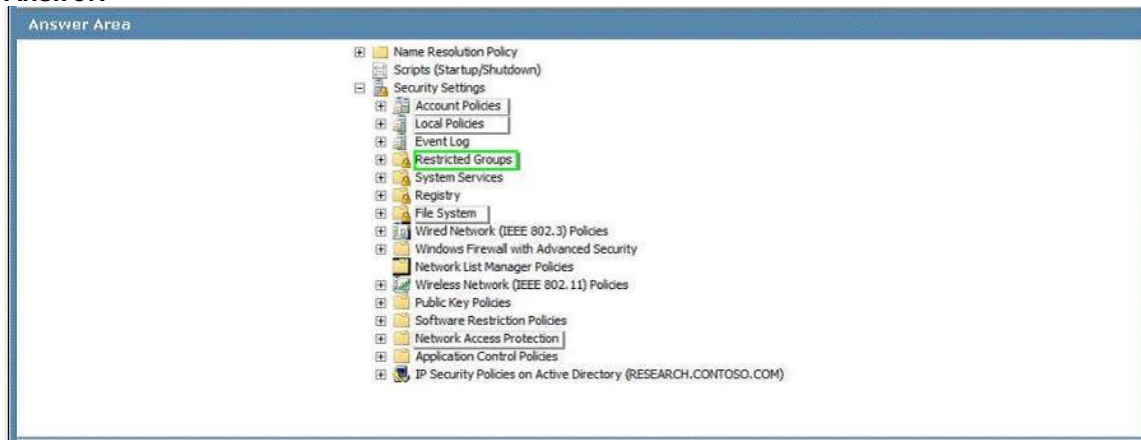 Answer Area
Name Resolution Policy
Scripts (Startup/Shutdown)
Security Settings
Account Policies
Local Policies
Event Log
Restricted Groups
System Services
Registry
File System
Wired Network (IEEE 802.3) Policies
Windows Firewall with Advanced Security
Network List Manager Policies
Wireless Network (IEEE 802.11) Policies
Public Key Policies
Software Restriction Policies
Network Access Protection
Application Control Policies
IP Security Policies on Active Directory (RESEARCH.CONTOSO.COM)